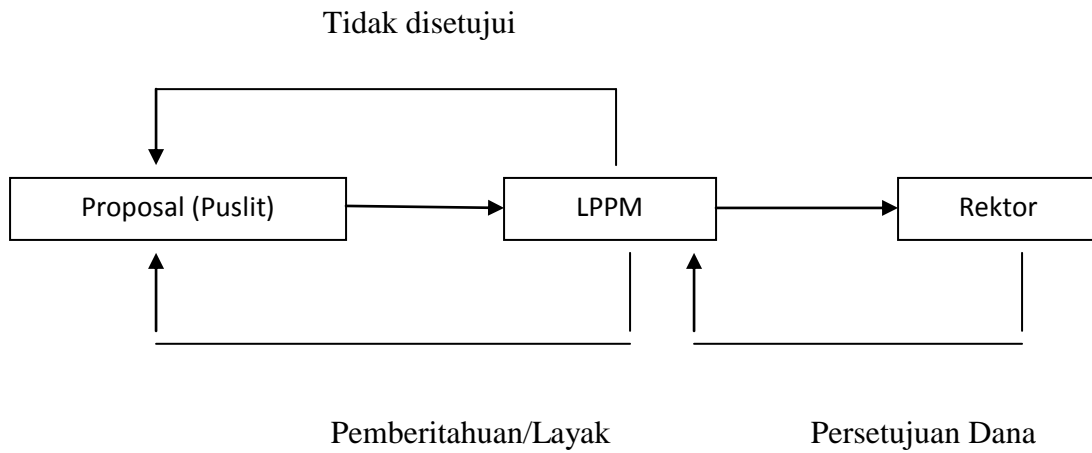 Tidak disetujui
Proposal (Puslit)
LPPM
Rektor
Pemberitahuan/Layak
Persetujuan Dana